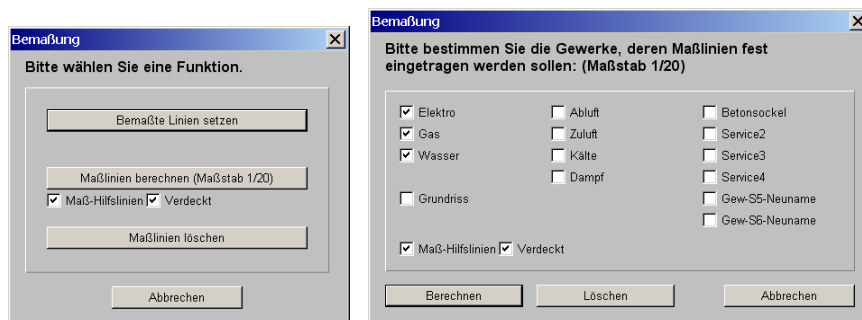 Bemaßung
Bitte wählen Sie eine Funktion.
Bemaßte Linien setzen
Maßlinien berechnen (Maßstab 1/20)
Maß-Hilfslinien Verdeckt
Maßlinien löschen
Abbrechen
Bemaßung
Bitte bestimmen Sie die Gewerke, deren Maßlinien fest
eingetragen werden sollen: (Maßstab 1/20)
Elektro Abluft Betonsockel
Gas Zuluft Service2
Wasser Kälte Service3
Dampf Service4
Grundriss Gew-S5-Neuname
Gew-S6-Neuname
Maß-Hilfslinien Verdeckt
Berechnen Löschen Abbrechen